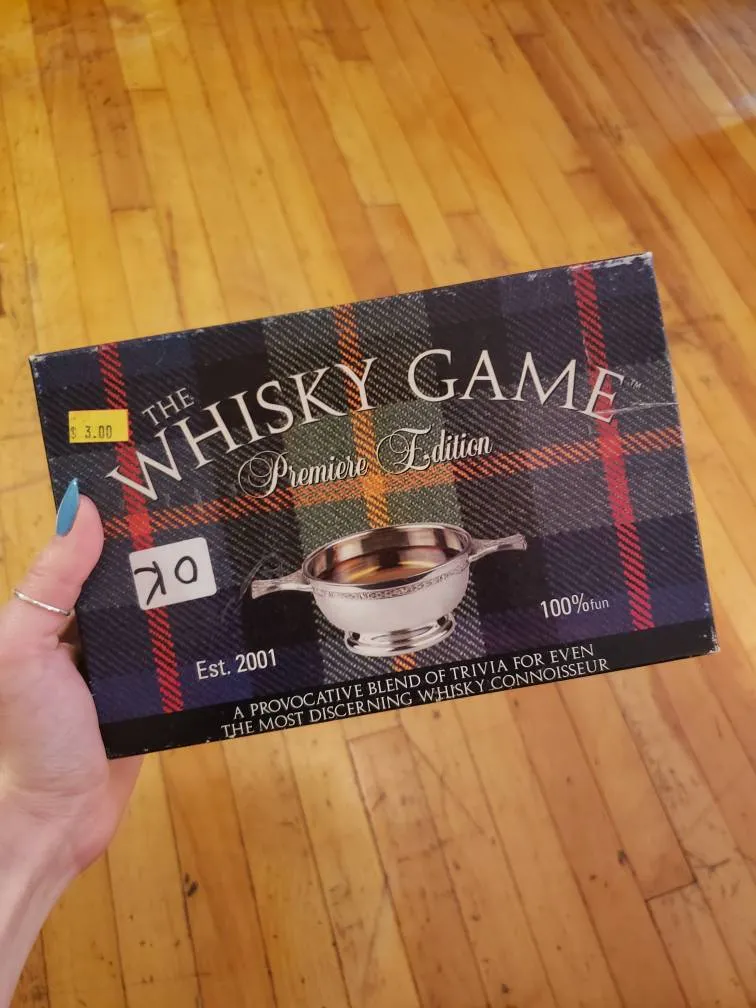 THE
WHISKY GAME™
Premiere Edition
$ 3.00
OK
100%fun
Est. 2001
A PROVOCATIVE BLEND OF TRIVIA FOR EVEN
THE MOST DISCERNING WHISKY CONNOISSEUR